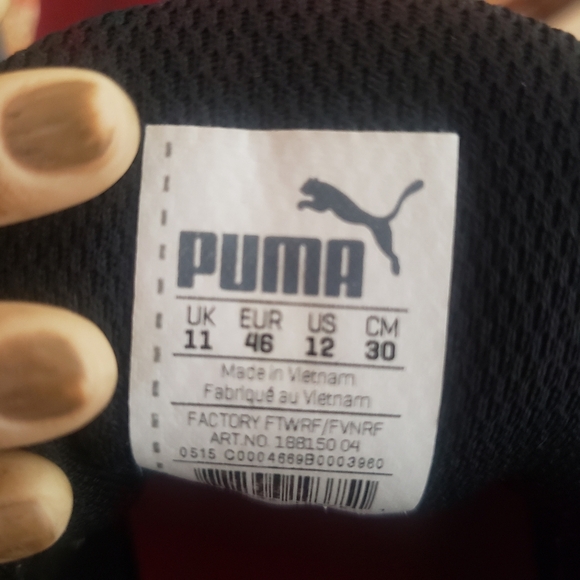 PUMA
UK EUR US CM
11 46 12 30
Made in Vietnam
Fabriqué au Vietnam
FACTORY FTWRF/FVNRF
ART.NO. 188150 04
0515 C0004669B0003960